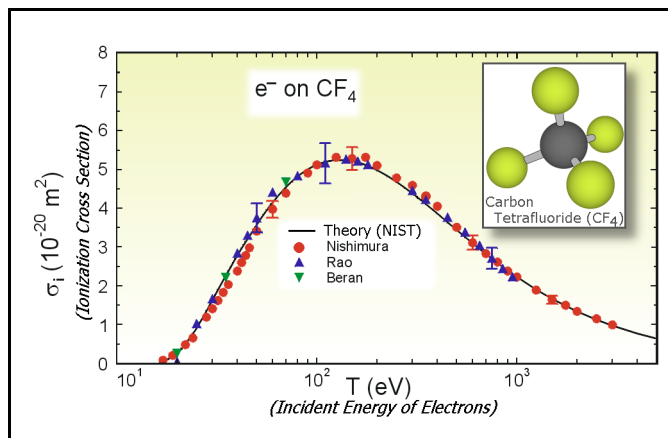 8
7
6
5
4
3
2
1
0
σi (10⁻²⁰ m²)
(Ionization Cross Section)
e⁻ on CF₄
Carbon
Tetrafluoride (CF₄)
Theory (NIST)
Nishimura
Rao
Beran
10¹ 10² 10³
T (eV)
(Incident Energy of Electrons)